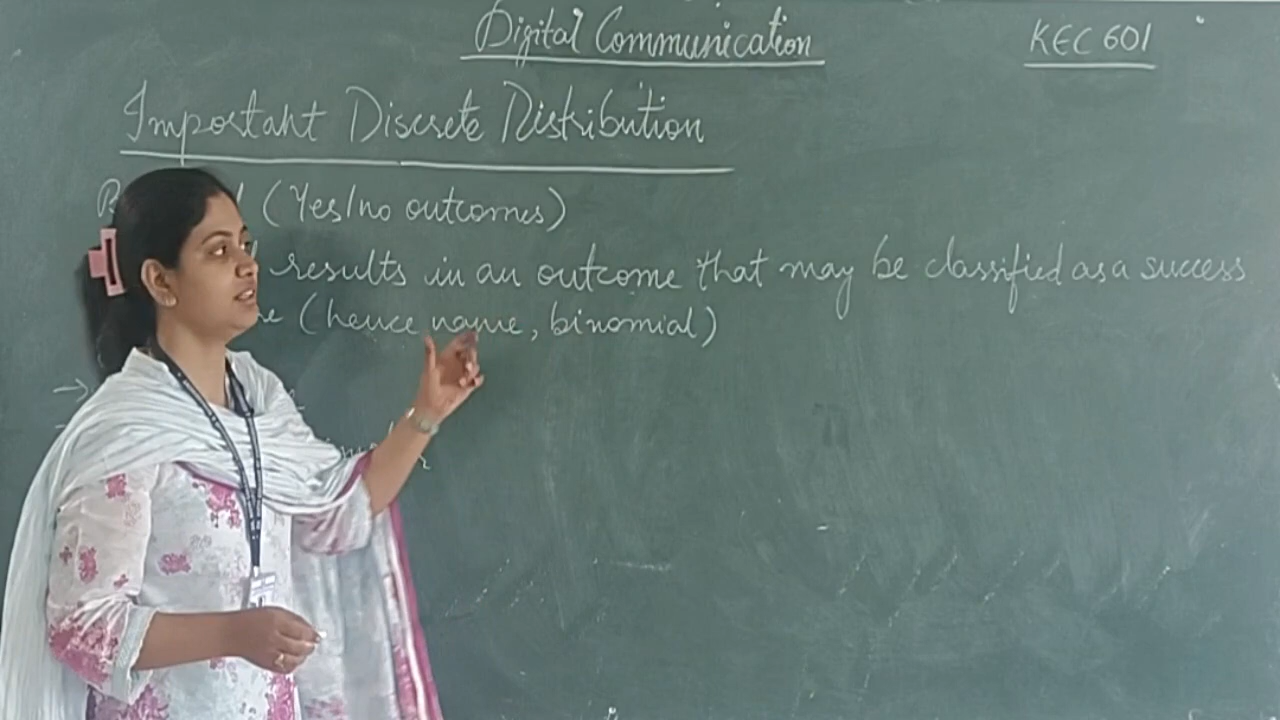 Digital Communication
KEC 601
Important Discrete Distribution
(Yes/no outcomes)
results in an outcome that may be classified as a success
(hence name, binomial)
→